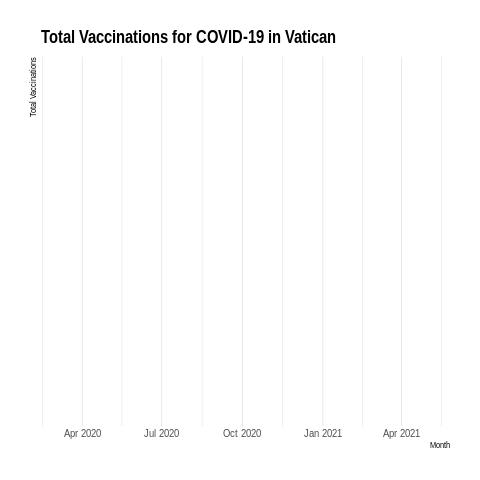 Total Vaccinations for COVID-19 in Vatican
Total Vaccinations
Apr 2020 Jul 2020 Oct 2020 Jan 2021 Apr 2021
Month